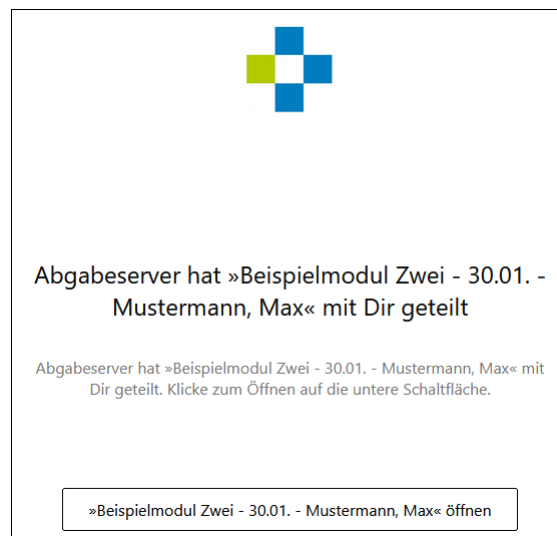 Abgabeserver hat »Beispielmodul Zwei - 30.01. -
Mustermann, Max« mit Dir geteilt
Abgabeserver hat »Beispielmodul Zwei - 30.01. - Mustermann, Max« mit
Dir geteilt. Klicke zum Öffnen auf die untere Schaltfläche.
»Beispielmodul Zwei - 30.01. - Mustermann, Max« öffnen